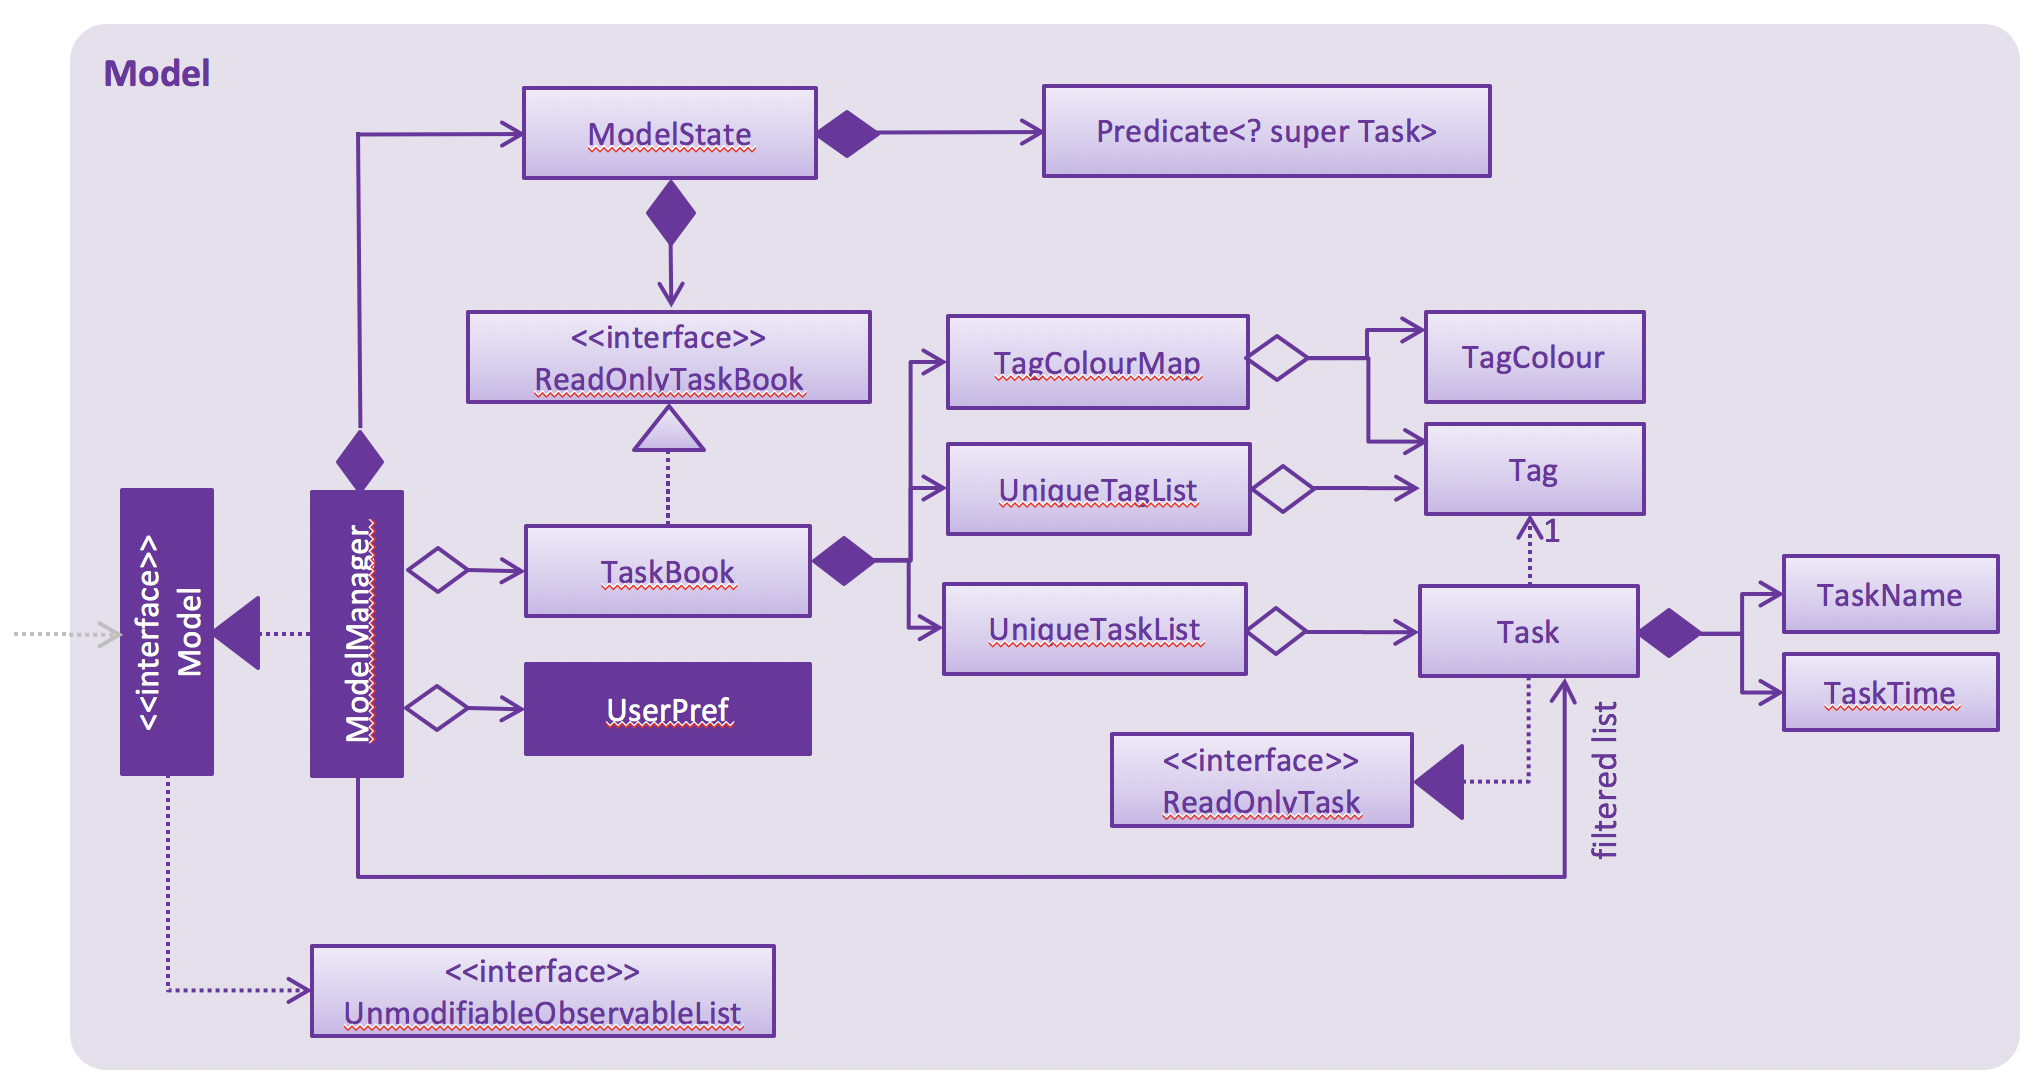 Model
ModelState
Predicate<? super Task>
<<interface>>
ReadOnlyTaskBook
TagColourMap
TagColour
UniqueTagList
Tag
1
<<interface>>
Model
ModelManager
TaskBook
UniqueTaskList
Task
TaskName
TaskTime
UserPref
<<interface>>
ReadOnlyTask
filtered list
<<interface>>
UnmodifiableObservableList